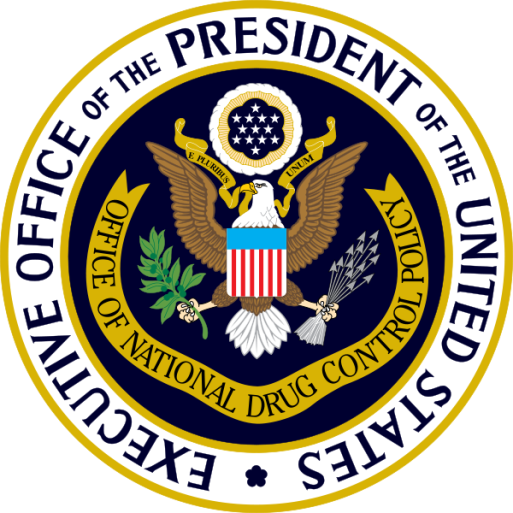 EXECUTIVE OFFICE OF THE PRESIDENT OF THE UNITED STATES
E PLURIBUS UNUM
OFFICE OF NATIONAL DRUG CONTROL POLICY